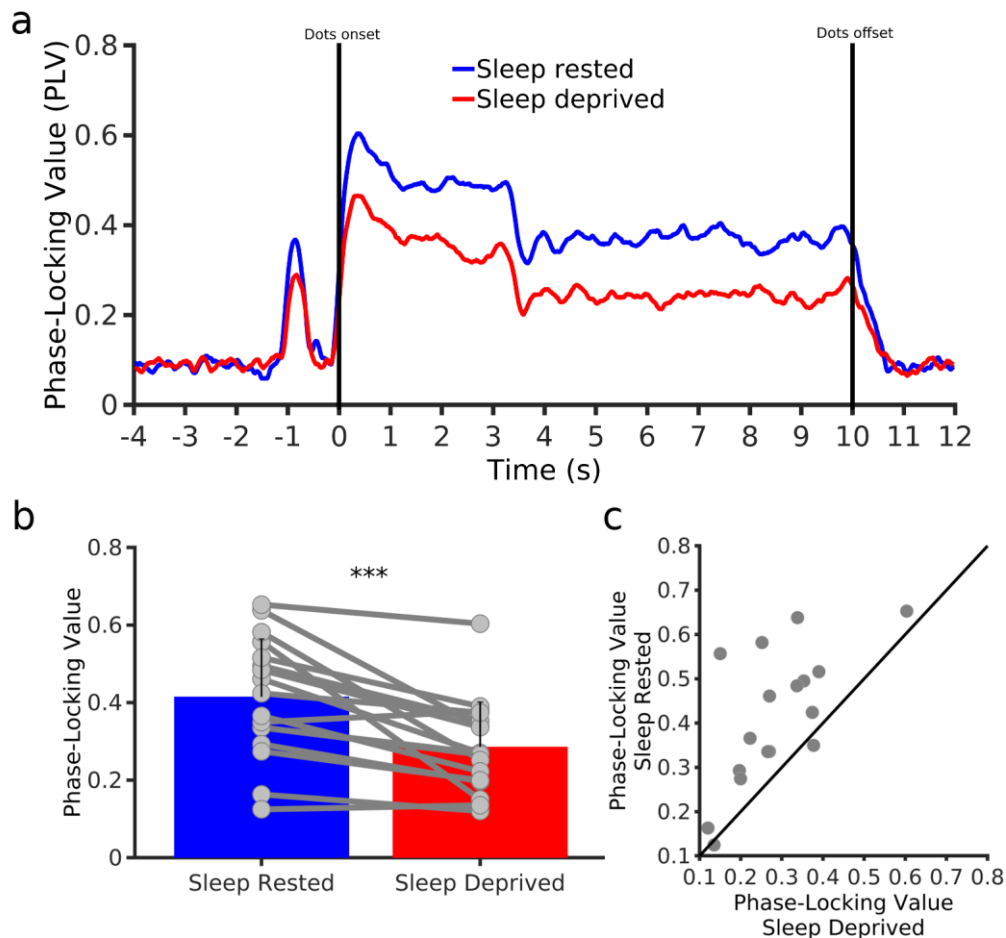 a
Dots onset
Dots offset
Sleep rested
Sleep deprived
Phase-Locking Value (PLV)
0.8
0.6
0.4
0.2
0
-4 -3 -2 -1 0 1 2 3 4 5 6 7 8 9 10 11 12
Time (s)
b
Phase-Locking Value
0.8
0.6
0.4
0.2
0
***
Sleep Rested
Sleep Deprived
c
Phase-Locking Value
Sleep Rested
0.8
0.7
0.6
0.5
0.4
0.3
0.2
0.1
0.1 0.2 0.3 0.4 0.5 0.6 0.7 0.8
Phase-Locking Value
Sleep Deprived